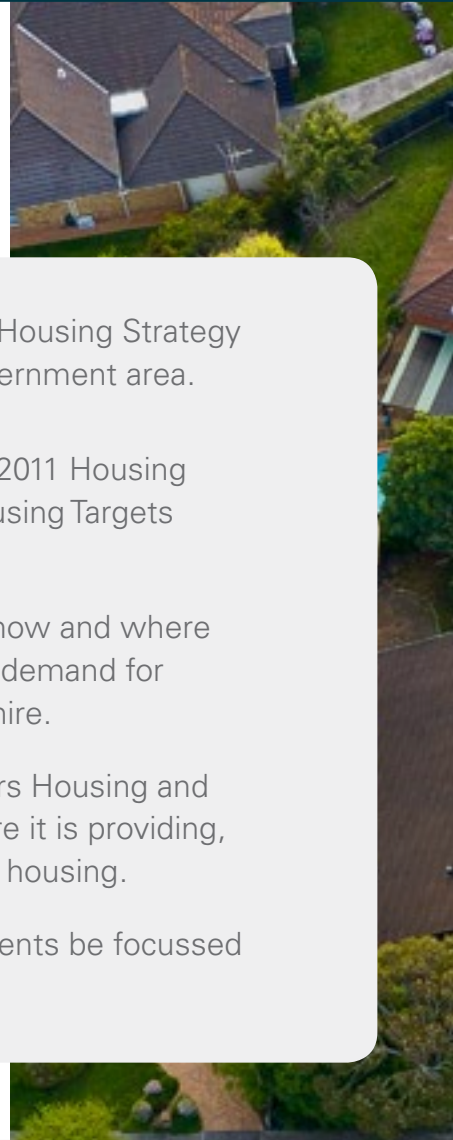 Housing Strategy
ernment area.
2011 Housing
using Targets
how and where
demand for
hire.
rs Housing and
re it is providing,
housing.
ents be focussed